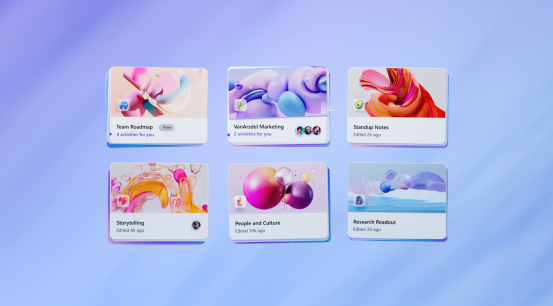 Team Roadmap
4 activities for you
VanArsdel Marketing
2 activities for you
Standup Notes
Edited 2h ago
Storytelling
Edited 8h ago
People and Culture
Edited 10h ago
Research Readout
Edited 2d ago